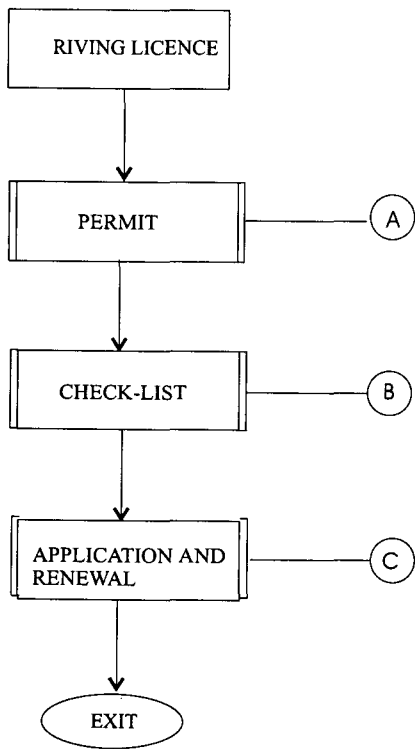 RIVING LICENCE
PERMIT
A
CHECK-LIST
B
APPLICATION AND
RENEWAL
C
EXIT